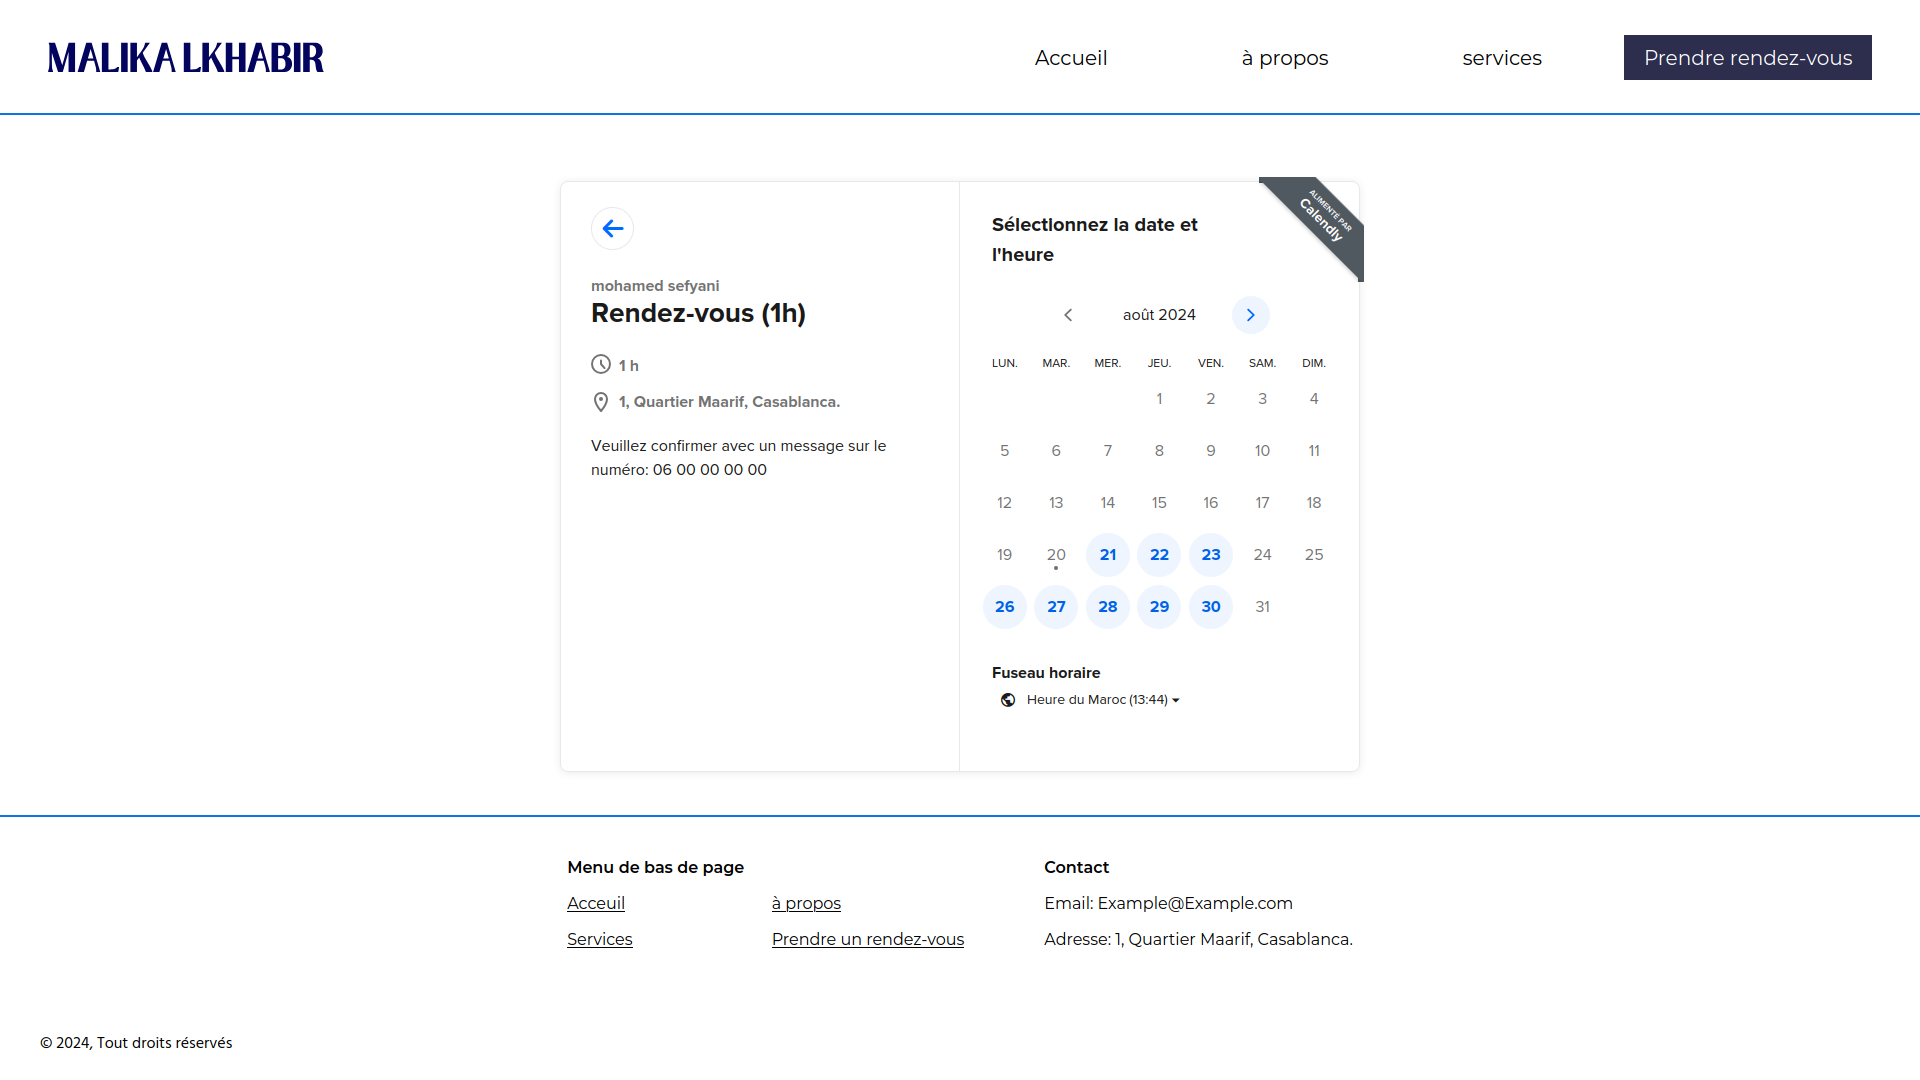 MALIKA LKHABIR
Accueil
à propos
services
Prendre rendez-vous
mohamed sefyani
Rendez-vous (1h)
1 h
1, Quartier Maarif, Casablanca.
Veuillez confirmer avec un message sur le
numéro: 06 00 00 00 00
Sélectionnez la date et
l'heure
ALIMENTÉ PAR
Calendly
août 2024
LUN. MAR. MER. JEU. VEN. SAM. DIM.
1 2 3 4
5 6 7 8 9 10 11
12 13 14 15 16 17 18
19 20 21 22 23 24 25
26 27 28 29 30 31
Fuseau horaire
Heure du Maroc (13:44)
Menu de bas de page
Acceuil
à propos
Services
Prendre un rendez-vous
Contact
Email: Example@Example.com
Adresse: 1, Quartier Maarif, Casablanca.
© 2024, Tout droits réservés